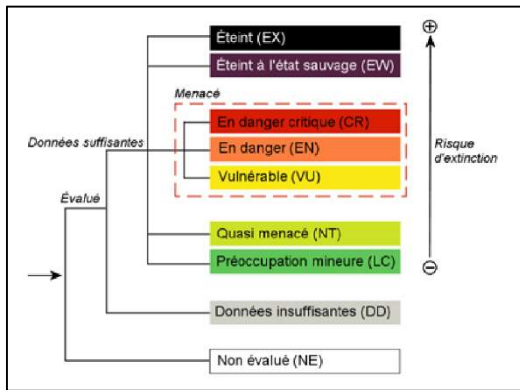 Éteint (EX)
Éteint à l'état sauvage (EW)
Menacé
En danger critique (CR)
Données suffisantes
En danger (EN)
Risque
d'extinction
Vulnérable (VU)
Évalué
Quasi menacé (NT)
Préoccupation mineure (LC)
Données insuffisantes (DD)
Non évalué (NE)